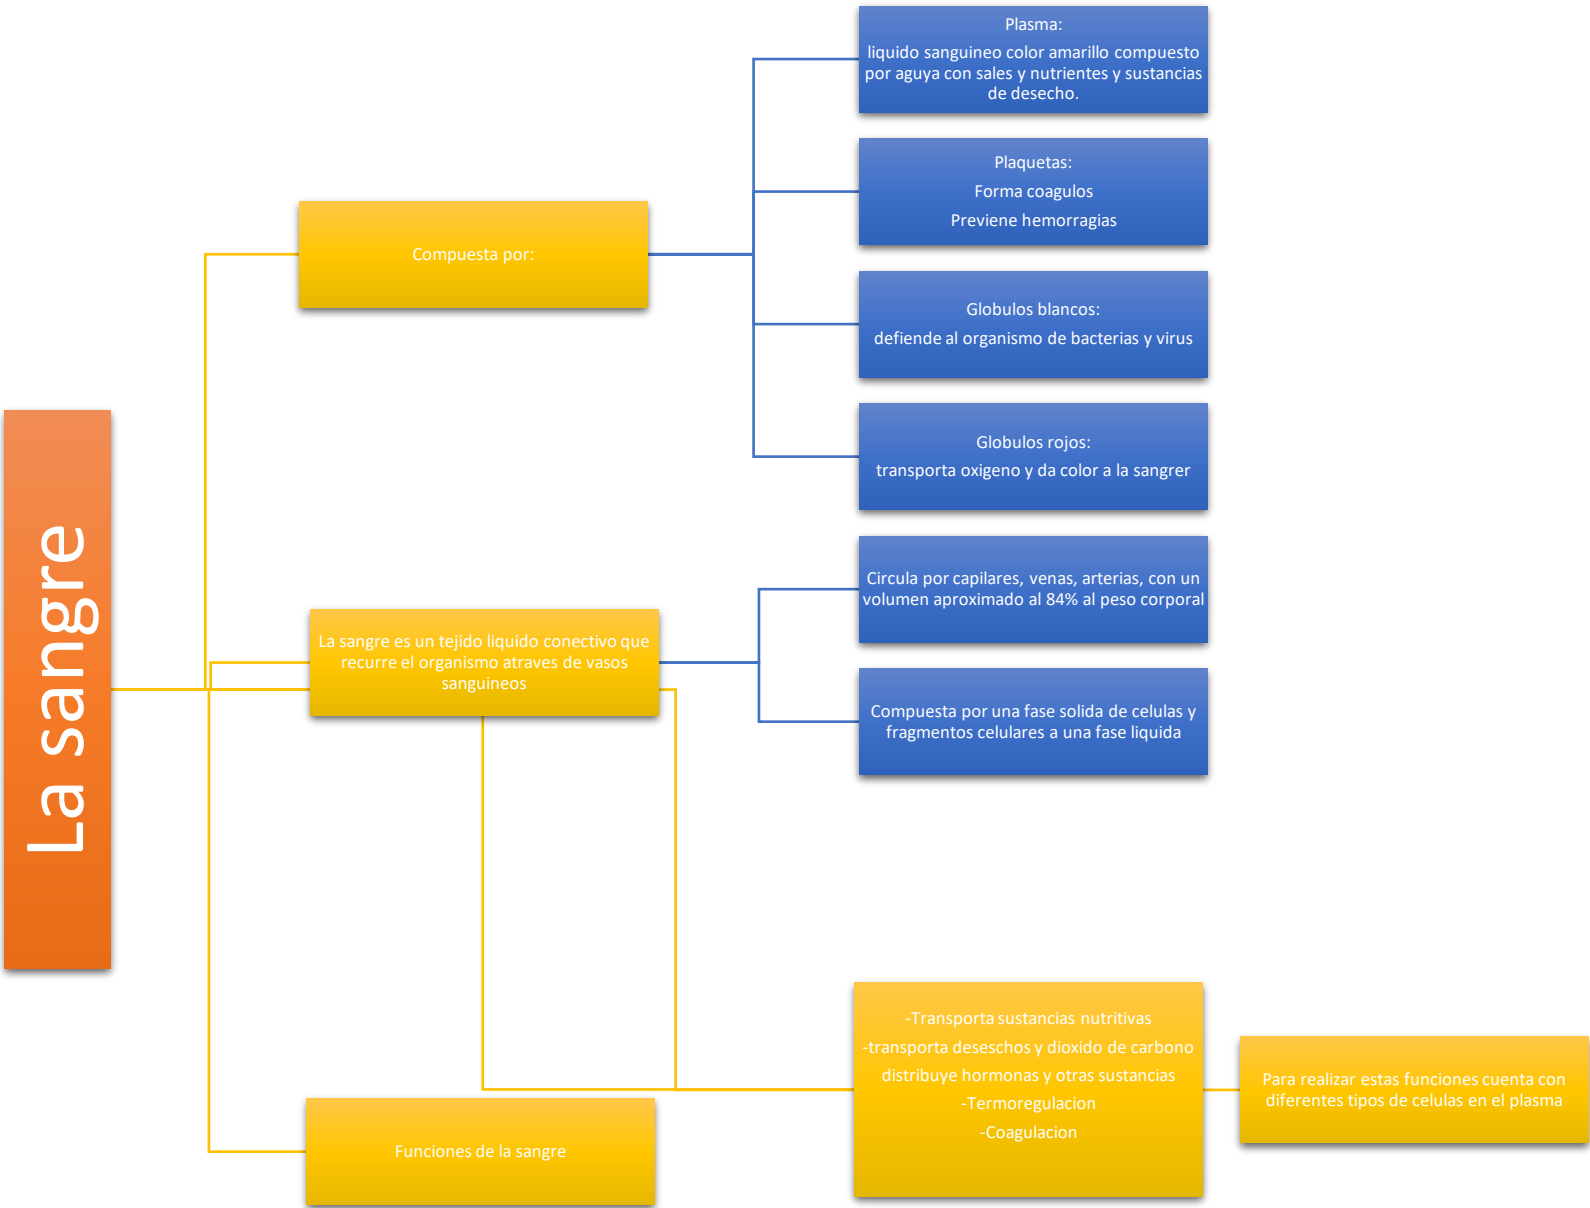 La sangre
Compuesta por:
Plasma:
liquido sanguineo color amarillo compuesto
por aguya con sales y nutrientes y sustancias
de desecho.
Plaquetas:
Forma coagulos
Previene hemorragias
Globulos blancos:
defiende al organismo de bacterias y virus
Globulos rojos:
transporta oxigeno y da color a la sangrer
La sangre es un tejido liquido conectivo que
recurre el organismo atraves de vasos
sanguineos
Circula por capilares, venas, arterias, con un
volumen aproximado al 84% al peso corporal
Compuesta por una fase solida de celulas y
fragmentos celulares a una fase liquida
Funciones de la sangre
-Transporta sustancias nutritivas
-transporta deseschos y dioxido de carbono
distribuye hormonas y otras sustancias
-Termoregulacion
-Coagulacion
Para realizar estas funciones cuenta con
diferentes tipos de celulas en el plasma